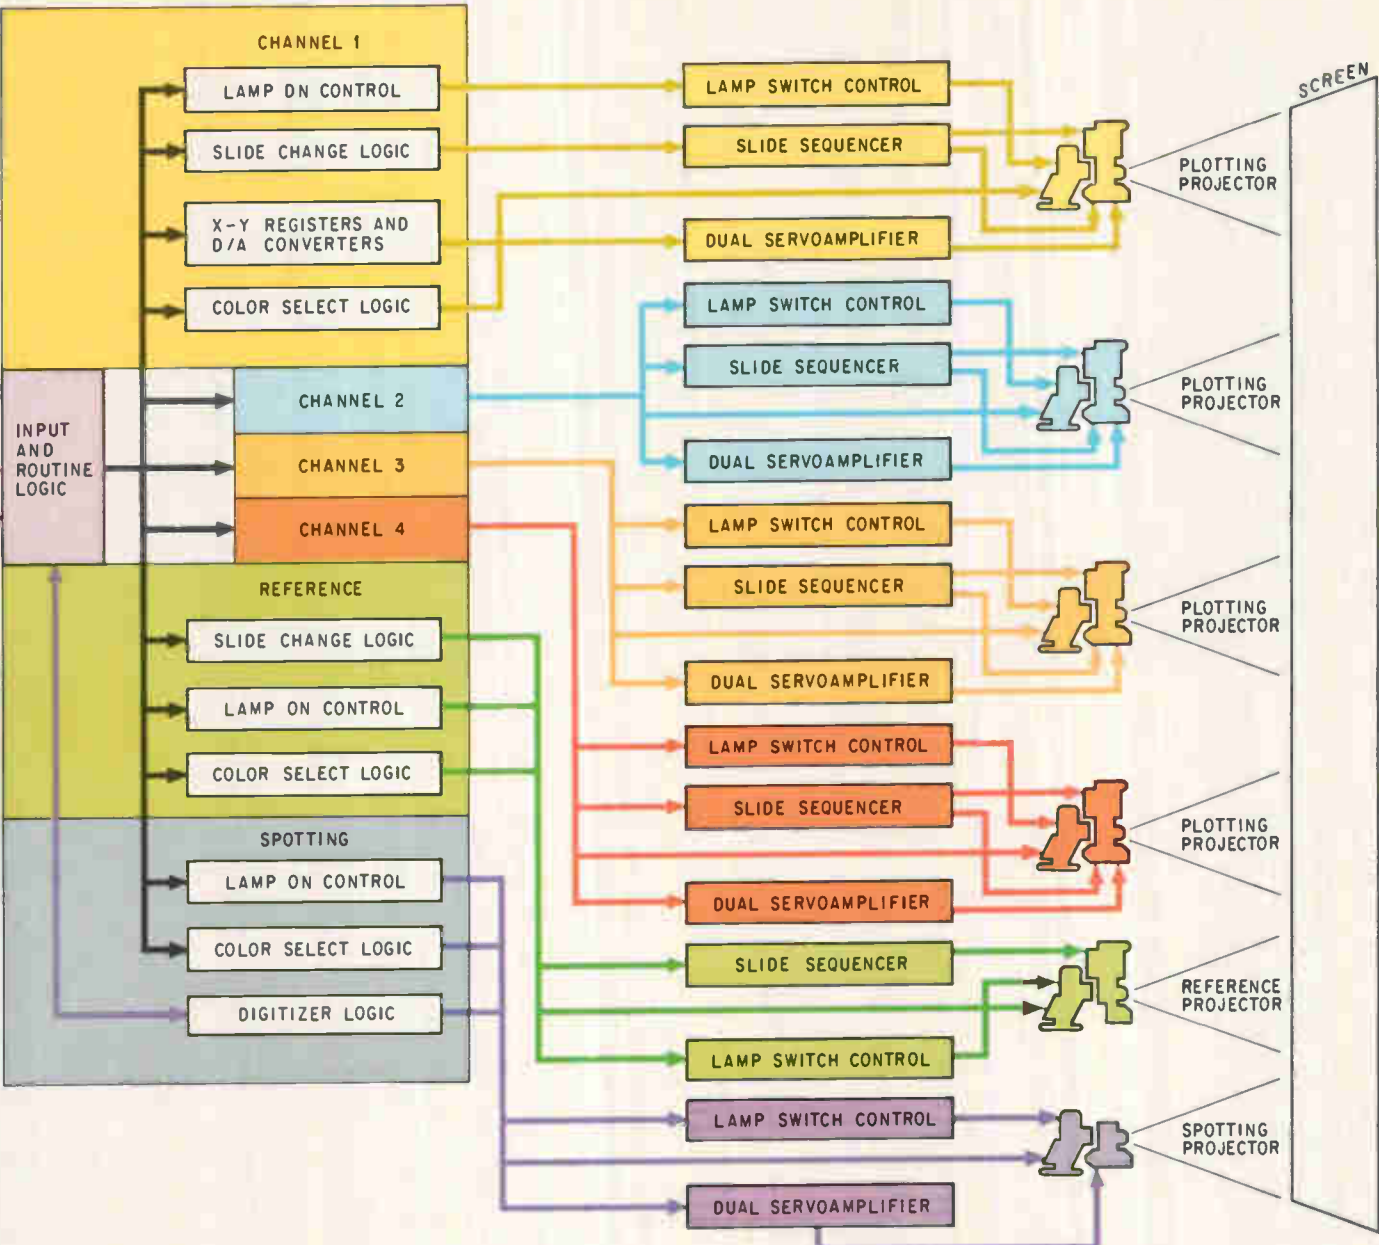 CHANNEL 1
LAMP DN CONTROL
SLIDE CHANGE LOGIC
X-Y REGISTERS AND
D/A CONVERTERS
COLOR SELECT LOGIC
INPUT
AND
ROUTINE
LOGIC
CHANNEL 2
CHANNEL 3
CHANNEL 4
REFERENCE
SLIDE CHANGE LOGIC
LAMP ON CONTROL
COLOR SELECT LOGIC
SPOTTING
LAMP ON CONTROL
COLOR SELECT LOGIC
DIGITIZER LOGIC
LAMP SWITCH CONTROL
SLIDE SEQUENCER
DUAL SERVOAMPLIFIER
LAMP SWITCH CONTROL
SLIDE SEQUENCER
DUAL SERVOAMPLIFIER
LAMP SWITCH CONTROL
SLIDE SEQUENCER
DUAL SERVOAMPLIFIER
LAMP SWITCH CONTROL
SLIDE SEQUENCER
DUAL SERVOAMPLIFIER
SLIDE SEQUENCER
LAMP SWITCH CONTROL
LAMP SWITCH CONTROL
DUAL SERVOAMPLIFIER
PLOTTING
PROJECTOR
PLOTTING
PROJECTOR
PLOTTING
PROJECTOR
PLOTTING
PROJECTOR
REFERENCE
PROJECTOR
SPOTTING
PROJECTOR
SCREEN